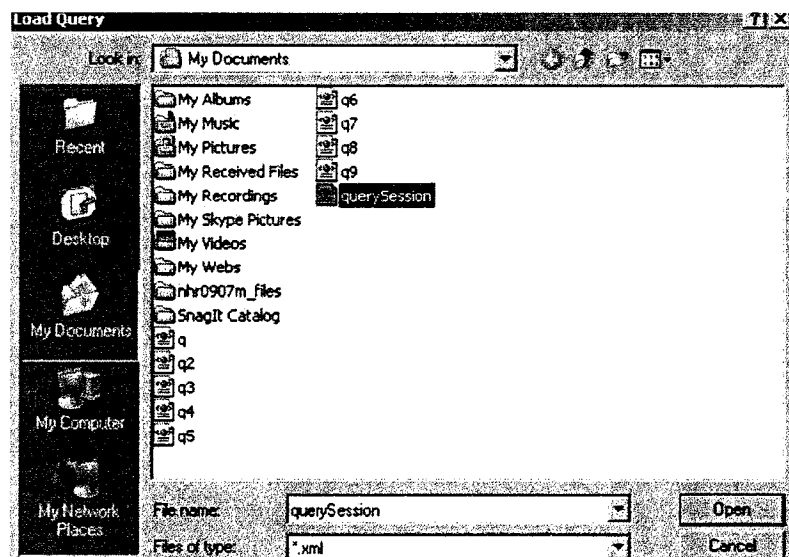 Load Query
Look in: My Documents
Recent
Desktop
My Documents
My Computer
My Network Places
My Albums
My Music
My Pictures
My Received Files
My Recordings
My Skype Pictures
My Videos
My Webs
nhr0907m_files
SnagIt Catalog
q
q2
q3
q4
q5
q6
q7
q8
q9
querySession
File name: querySession
Open
Files of type: *.xml
Cancel